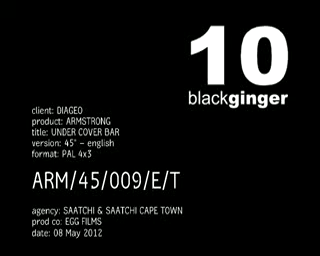 10
blackginger
client: DIAGEO
product: ARMSTRONG
title: UNDER COVER BAR
version: 45" - english
format: PAL 4x3
ARM/45/009/E/T
agency: SAATCHI & SAATCHI CAPE TOWN
prod co: EGG FILMS
date: 08 May 2012